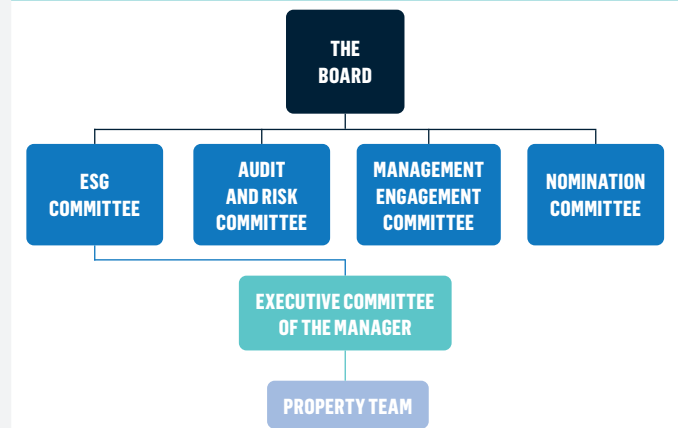 THE
BOARD
ESG
COMMITTEE
AUDIT
AND RISK
COMMITTEE
MANAGEMENT
ENGAGEMENT
COMMITTEE
NOMINATION
COMMITTEE
EXECUTIVE COMMITTEE
OF THE MANAGER
PROPERTY TEAM